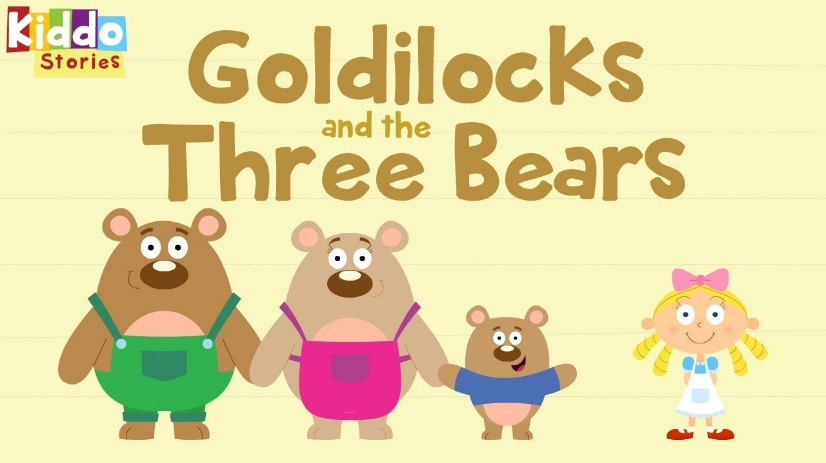 Kiddo
Stories
Goldilocks
and the
Three Bears